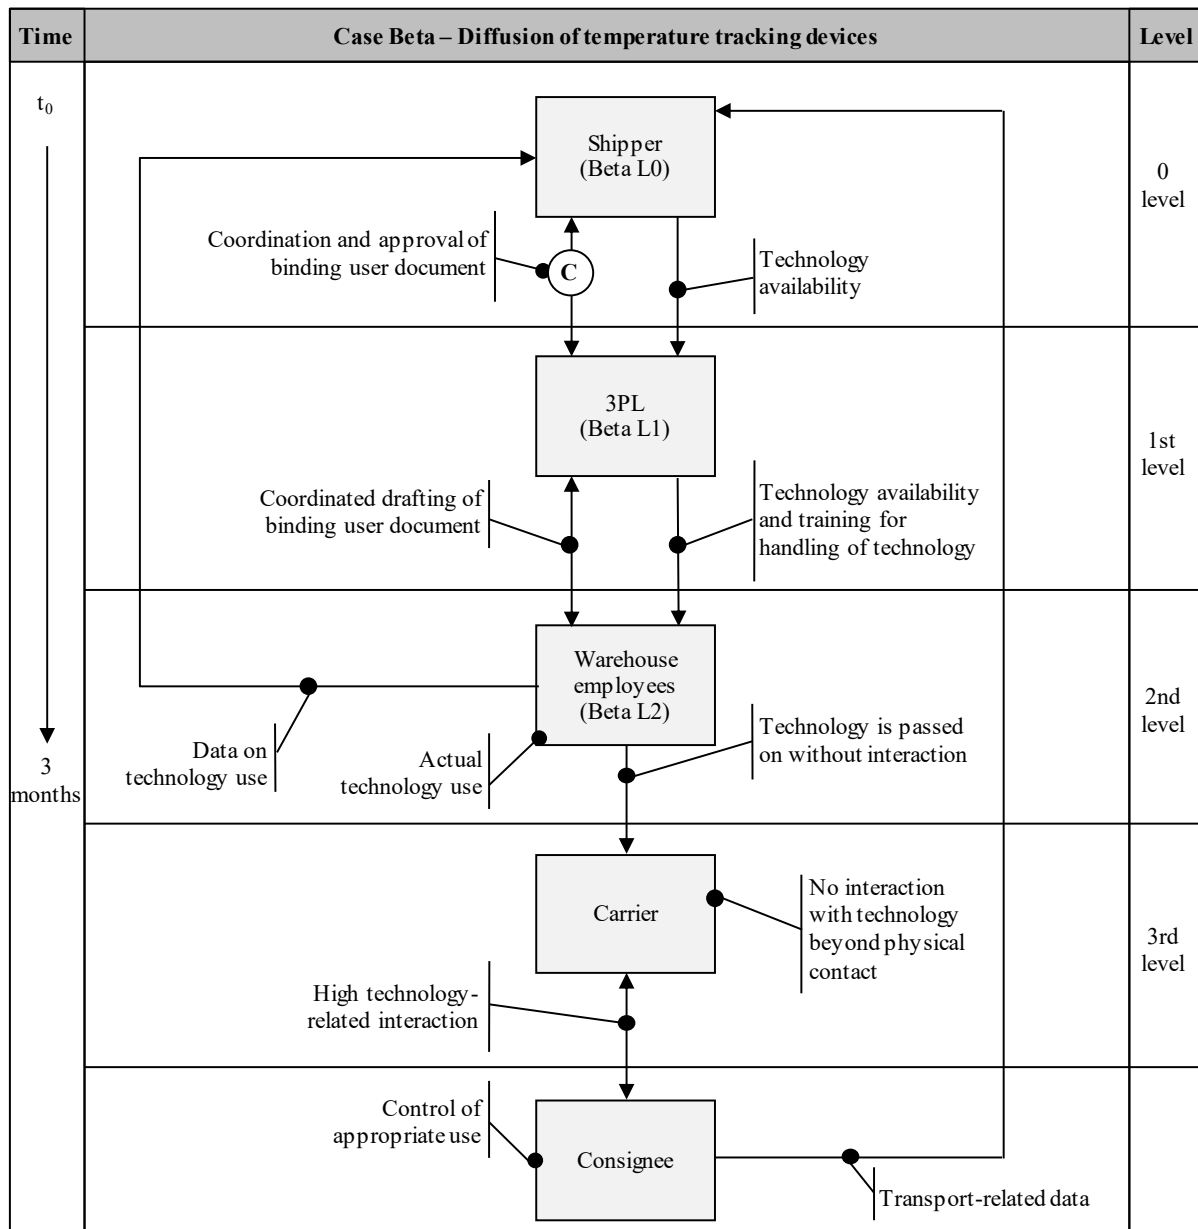 Time
Case Beta – Diffusion of temperature tracking devices
Level
t0
Shipper
(Beta L0)
0
level
Coordination and approval of
binding user document
C
Technology
availability
3PL
(Beta L1)
1st
level
Coordinated drafting of
binding user document
Technology availability
and training for
handling of technology
Warehouse
employees
(Beta L2)
2nd
level
3
months
Data on
technology use
Actual
technology use
Technology is passed
on without interaction
Carrier
No interaction
with technology
beyond physical
contact
3rd
level
High technology-
related interaction
Control of
appropriate use
Consignee
Transport-related data